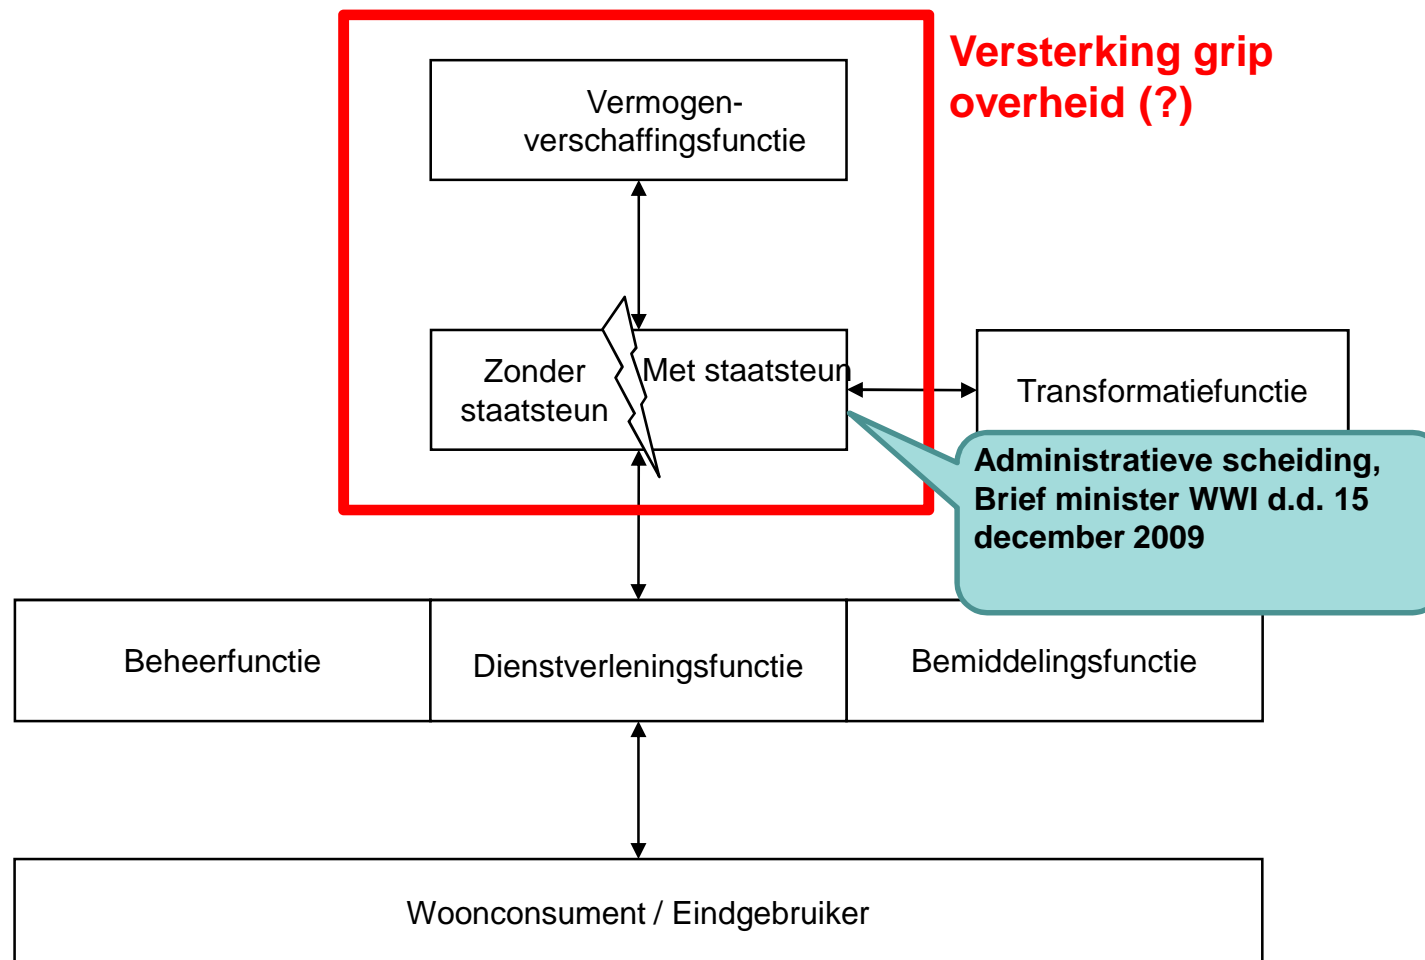 Versterking grip
overheid (?)
Vermogen-
verschaffingsfunctie
Zonder
staatsteun
Met staatsteun
Transformatiefunctie
Administratieve scheiding,
Brief minister WWI d.d. 15
december 2009
Beheerfunctie
Dienstverleningsfunctie
Bemiddelingsfunctie
Woonconsument / Eindgebruiker